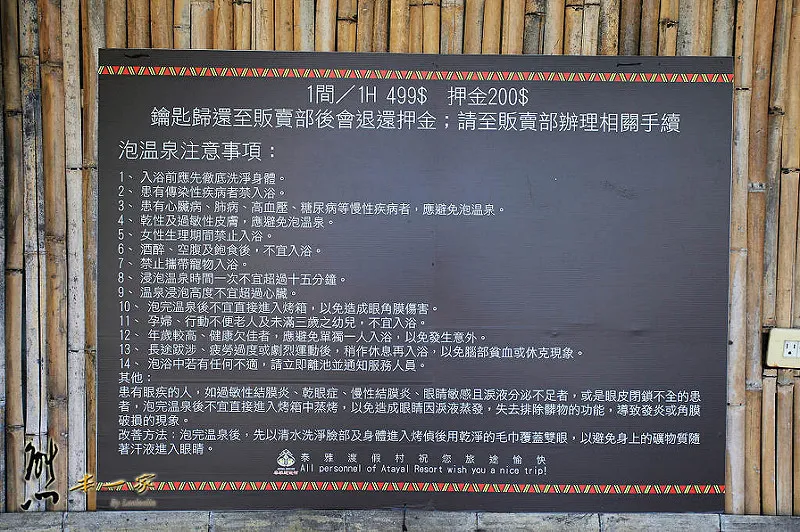 1間／1H 499$　押金200$
鑰匙歸還至販賣部後會退還押金；請至販賣部辦理相關手續
泡溫泉注意事項：
1、 入浴前應先徹底洗淨身體。
2、 患有傳染性疾病者禁入浴。
3、 患有心臟病、肺病、高血壓、糖尿病等慢性疾病者，應避免泡溫泉。
4、 乾性及過敏性皮膚，應避免泡溫泉。
5、 女性生理期間禁止入浴。
6、 酒醉、空腹及飽食後，不宜入浴。
7、 禁止攜帶寵物入浴。
8、 浸泡溫泉時間一次不宜超過十五分鐘。
9、 溫泉浸泡高度不宜超過心臟。
10、 泡完溫泉後不宜直接進入烤箱，以免造成眼角膜傷害。
11、 孕婦、行動不便老人及未滿三歲之幼兒，不宜入浴。
12、 年歲較高、健康欠佳者，應避免單獨一人入浴，以免發生意外。
13、 長途跋涉、疲勞過度或劇烈運動後，稍作休息再入浴，以免腦部貧血或休克現象。
14、 泡浴中若有任何不適，請立即離池並通知服務人員。
其他：
患有眼疾的人，如過敏性結膜炎、乾眼症、慢性結膜炎、眼睛敏感且淚液分泌不足者，或是眼皮閉鎖不全的患
者，泡完溫泉後不宜直接進入烤箱中蒸烤，以免造成眼睛因淚液蒸發，失去排除髒物的功能，導致發炎或角膜
破損的現象。
改善方法：泡完溫泉後，先以清水洗淨臉部及身體進入烤偵後用乾淨的毛巾覆蓋雙眼，以避免身上的礦物質隨
著汗液進入眼睛。
泰雅渡假村祝您旅途愉快
All personnel of Atayal Resort wish you a nice trip!